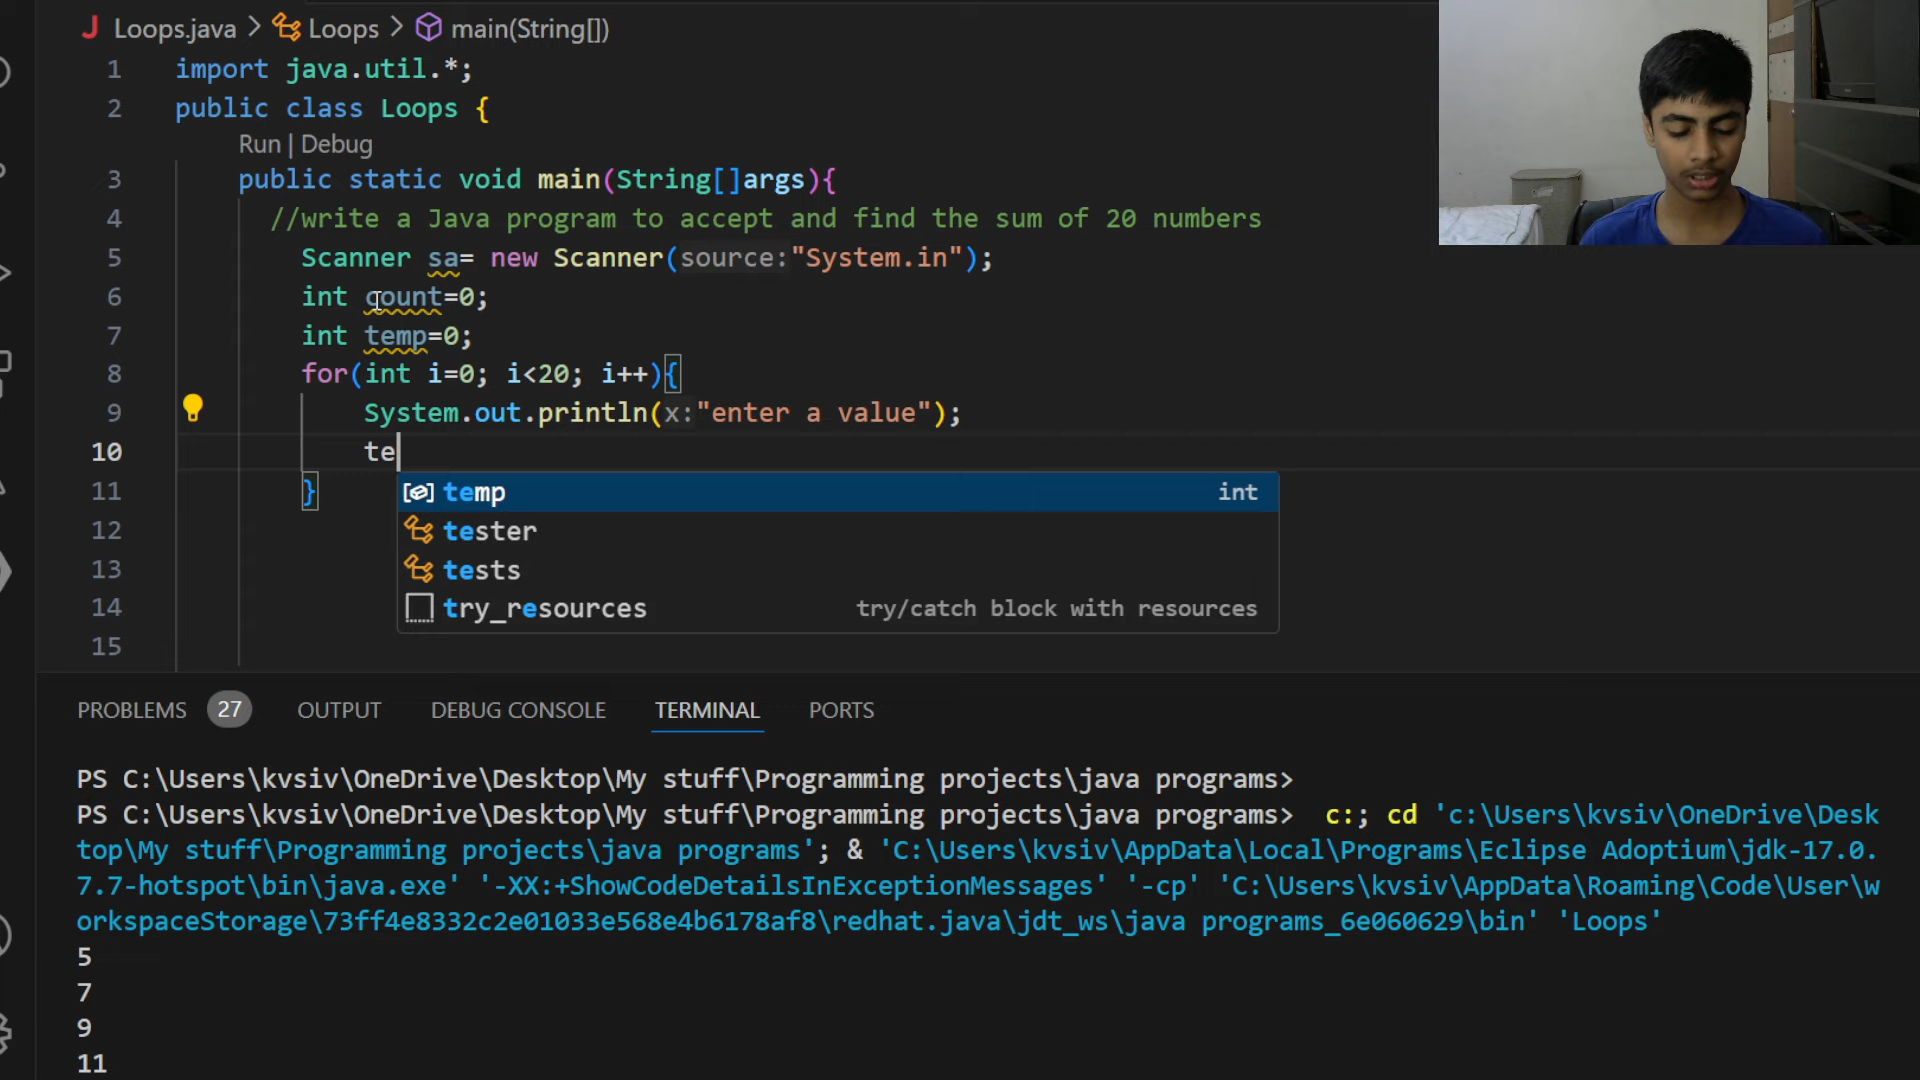 Loops.java > Loops > main(String[])
1 import java.util.*;
2 public class Loops {
Run | Debug
3 public static void main(String[]args){
4 //write a Java program to accept and find the sum of 20 numbers
5 Scanner sa= new Scanner(source:"System.in");
6 int count=0;
7 int temp=0;
8 for(int i=0; i<20; i++){
9 System.out.println(x:"enter a value");
10 te
11 }
temp int
12
tester
13
tests
14
try_resources try/catch block with resources
15
PROBLEMS 27 OUTPUT DEBUG CONSOLE TERMINAL PORTS
PS C:\Users\kvsiv\OneDrive\Desktop\My stuff\Programming projects\java programs>
PS C:\Users\kvsiv\OneDrive\Desktop\My stuff\Programming projects\java programs> c:; cd 'c:\Users\kvsiv\OneDrive\Desk
top\My stuff\Programming projects\java programs'; & 'C:\Users\kvsiv\AppData\Local\Programs\Eclipse Adoptium\jdk-17.0.
7.7-hotspot\bin\java.exe' '-XX:+ShowCodeDetailsInExceptionMessages' '-cp' 'C:\Users\kvsiv\AppData\Roaming\Code\User\w
orkspaceStorage\73ff4e8332c2e01033e568e4b6178af8\redhat.java\jdt_ws\java programs_6e060629\bin' 'Loops'
5
7
9
11